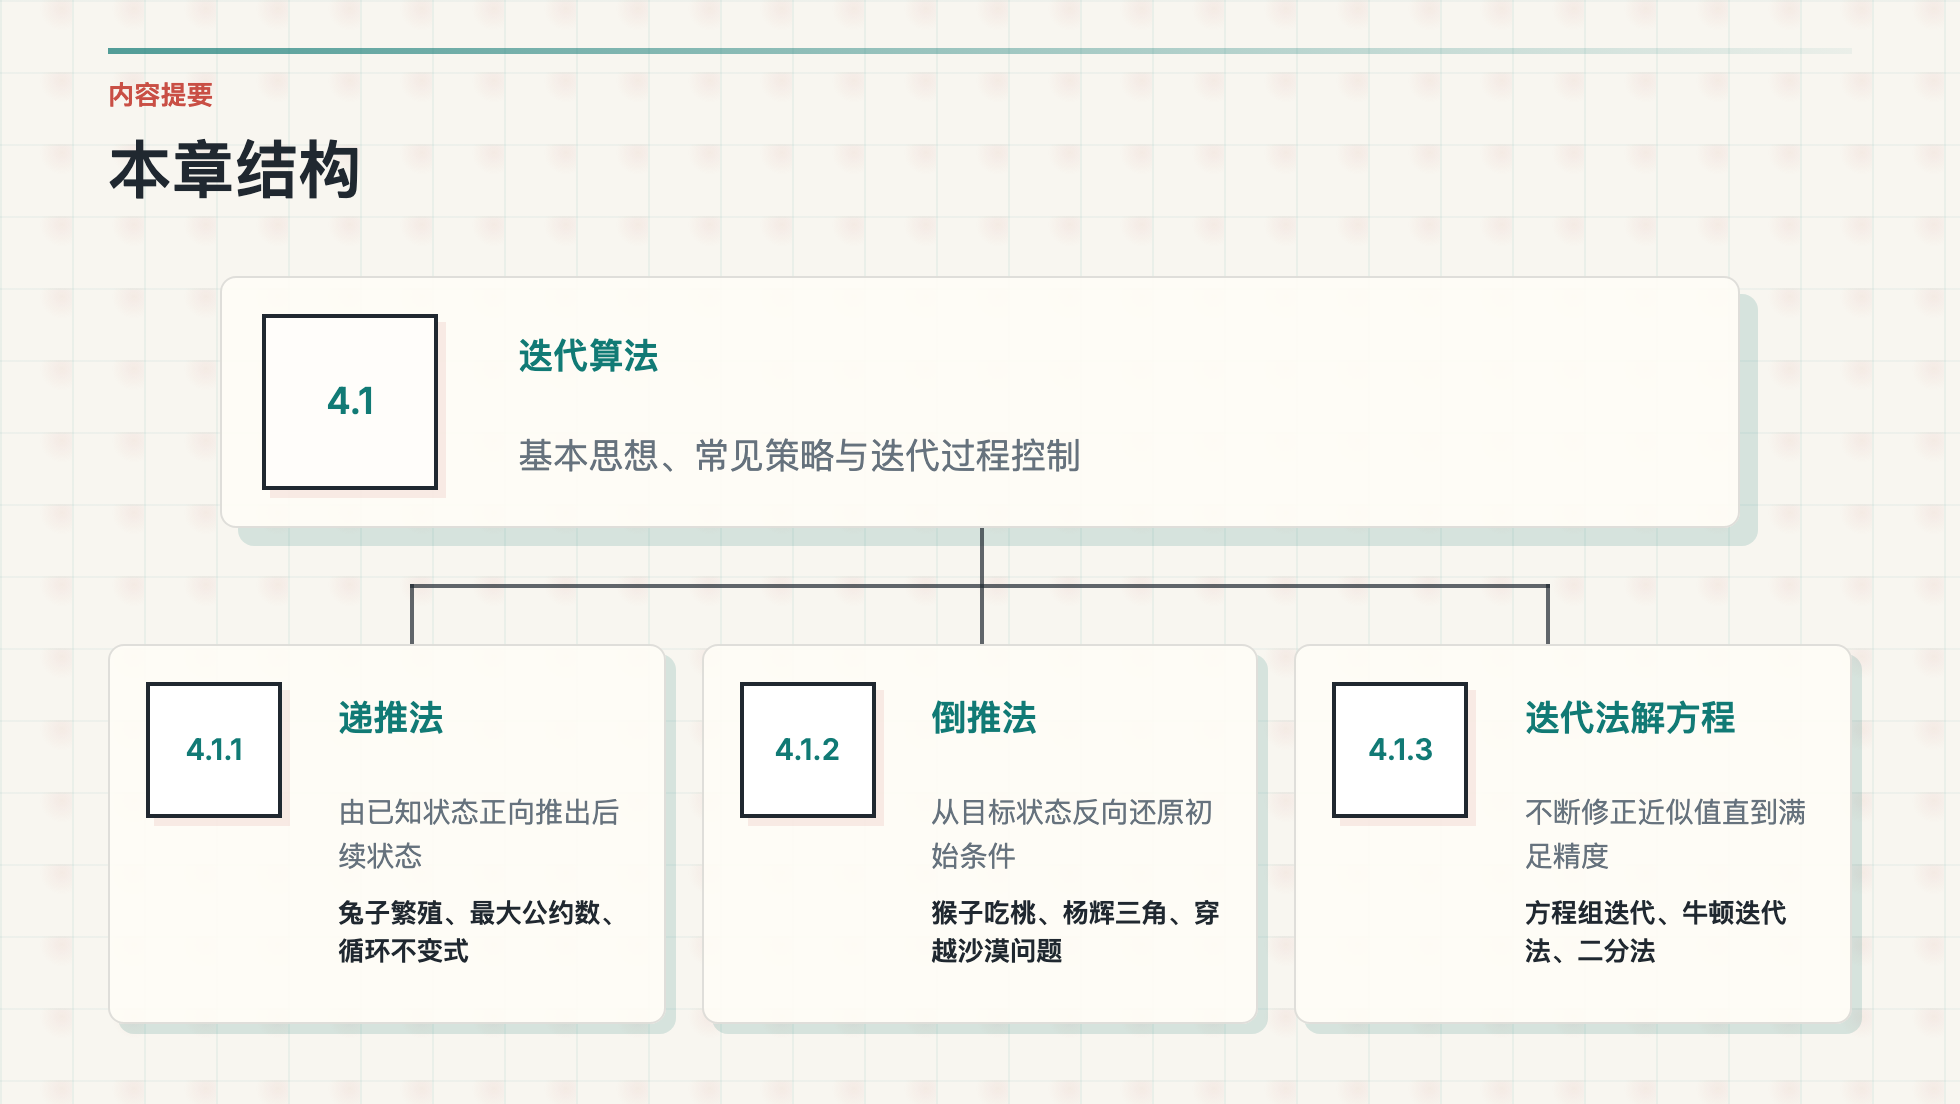 内容提要
本章结构
4.1
迭代算法
基本思想、常见策略与迭代过程控制
4.1.1
递推法
由已知状态正向推出后
续状态
兔子繁殖、最大公约数、
循环不变式
4.1.2
倒推法
从目标状态反向还原初
始条件
猴子吃桃、杨辉三角、穿
越沙漠问题
4.1.3
迭代法解方程
不断修正近似值直到满
足精度
方程组迭代、牛顿迭代
法、二分法